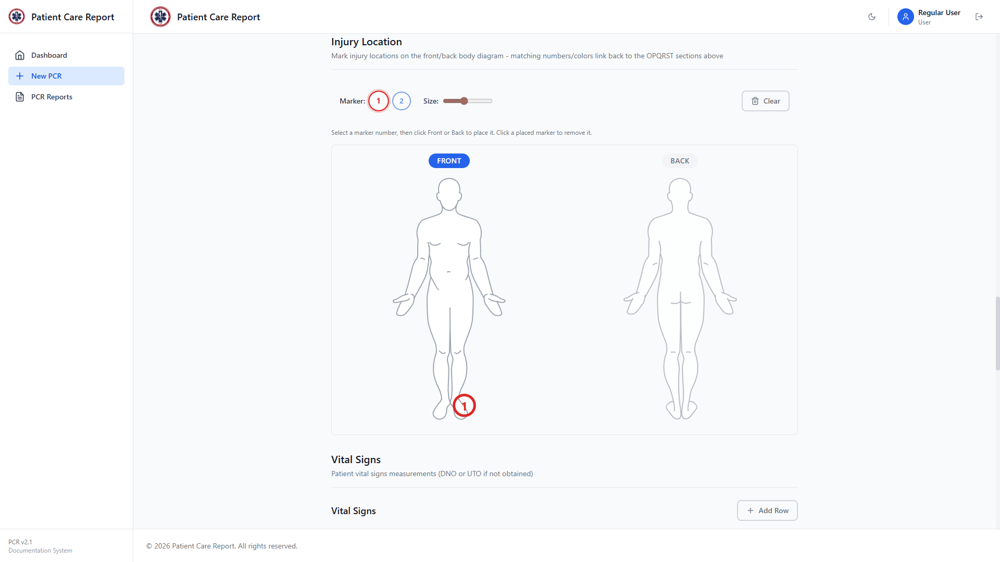 Patient Care Report
Patient Care Report
Regular User
User
Dashboard
New PCR
PCR Reports
Injury Location
Mark injury locations on the front/back body diagram - matching numbers/colors link back to the OPQRST sections above
Marker: 1 2 Size: Clear
Select a marker number, then click Front or Back to place it. Click a placed marker to remove it.
FRONT BACK
1
Vital Signs
Patient vital signs measurements (DNO or UTO if not obtained)
Vital Signs Add Row
PCR v2.1
Documentation System
© 2026 Patient Care Report. All rights reserved.